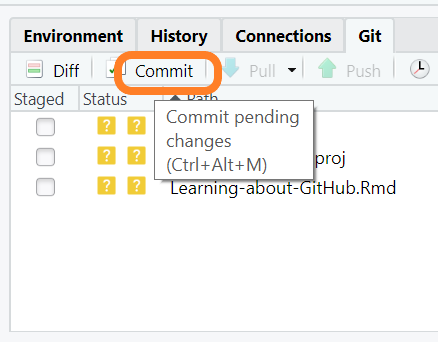 Environment History Connections Git
Diff Commit Pull Push
Staged Status Path
Commit pending
changes
(Ctrl+Alt+M)
proj
Learning-about-GitHub.Rmd